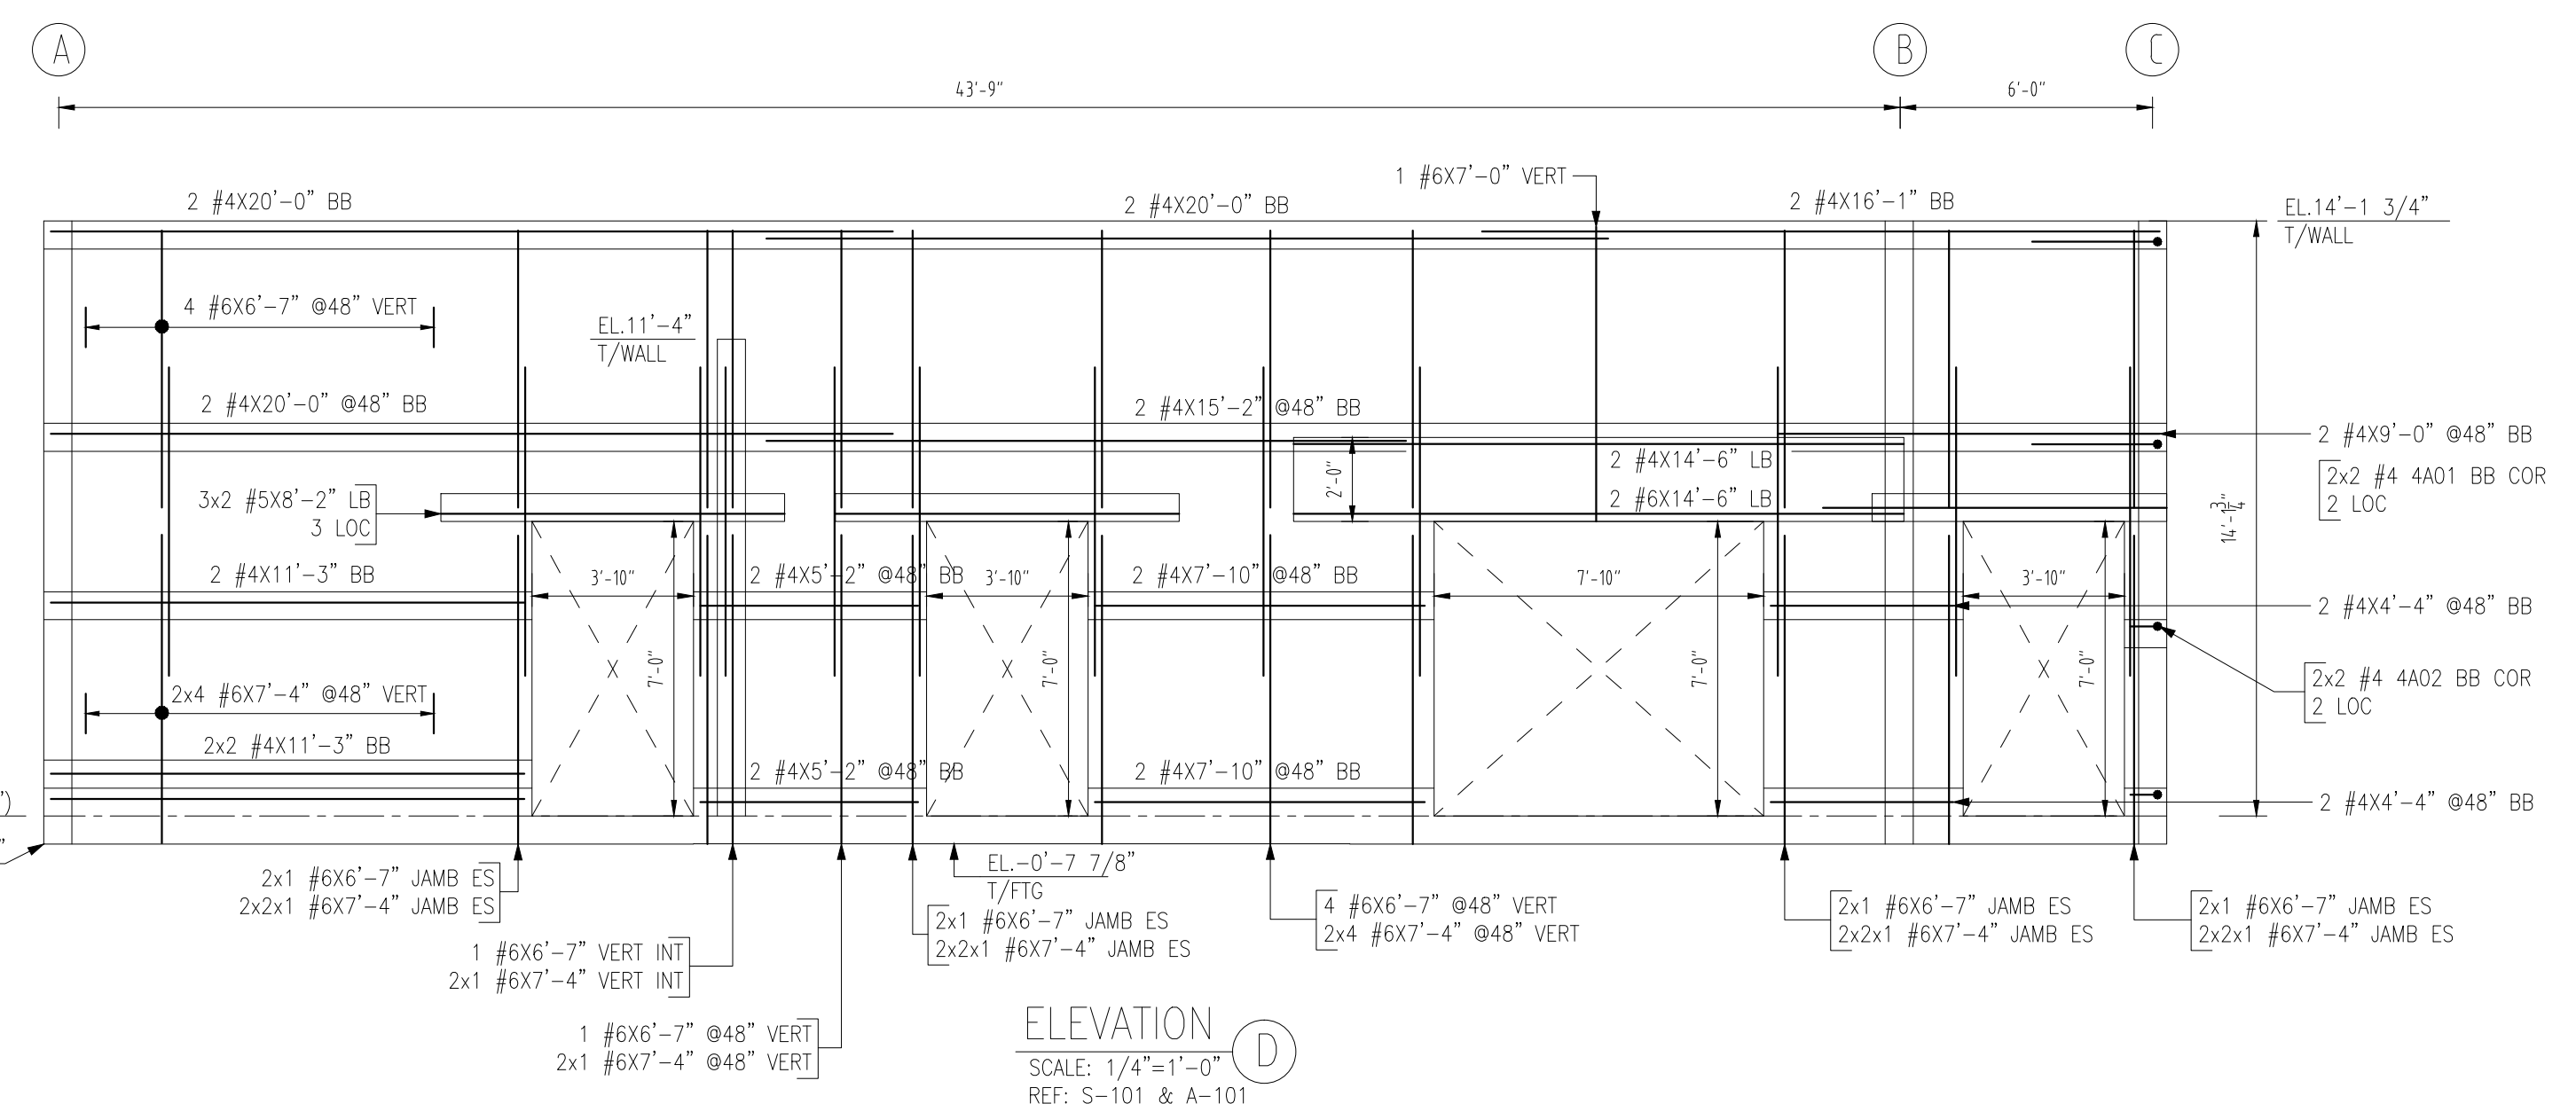 A
B
C
43'-9"
6'-0"
1 #6X7'-0" VERT
2 #4X20'-0" BB
2 #4X20'-0" BB
2 #4X16'-1" BB
EL.14'-1 3/4"
T/WALL
4 #6X6'-7" @48" VERT
EL.11'-4"
T/WALL
2 #4X20'-0" @48" BB
2 #4X15'-2" @48" BB
2 #4X9'-0" @48" BB
2x2 #4 4A01 BB COR
2 LOC
2 #4X14'-6" LB
2'-0"
2 #6X14'-6" LB
3x2 #5X8'-2" LB
3 LOC
14'-1 3/4"
2 #4X11'-3" BB
3'-10"
2 #4X5'-2" @48" BB
3'-10"
2 #4X7'-10" @48" BB
7'-10"
3'-10"
2 #4X4'-4" @48" BB
X
7'-0"
X
7'-0"
7'-0"
X
7'-0"
2x2 #4 4A02 BB COR
2 LOC
2x4 #6X7'-4" @48" VERT
2x2 #4X11'-3" BB
2 #4X5'-2" @48" BB
2 #4X7'-10" @48" BB
2 #4X4'-4" @48" BB
')
"
EL.-0'-7 7/8"
T/FTG
2x1 #6X6'-7" JAMB ES
2x2x1 #6X7'-4" JAMB ES
2x1 #6X6'-7" JAMB ES
2x2x1 #6X7'-4" JAMB ES
4 #6X6'-7" @48" VERT
2x4 #6X7'-4" @48" VERT
2x1 #6X6'-7" JAMB ES
2x2x1 #6X7'-4" JAMB ES
2x1 #6X6'-7" JAMB ES
2x2x1 #6X7'-4" JAMB ES
1 #6X6'-7" VERT INT
2x1 #6X7'-4" VERT INT
1 #6X6'-7" @48" VERT
2x1 #6X7'-4" @48" VERT
ELEVATION
D
SCALE: 1/4"=1'-0"
REF: S-101 & A-101